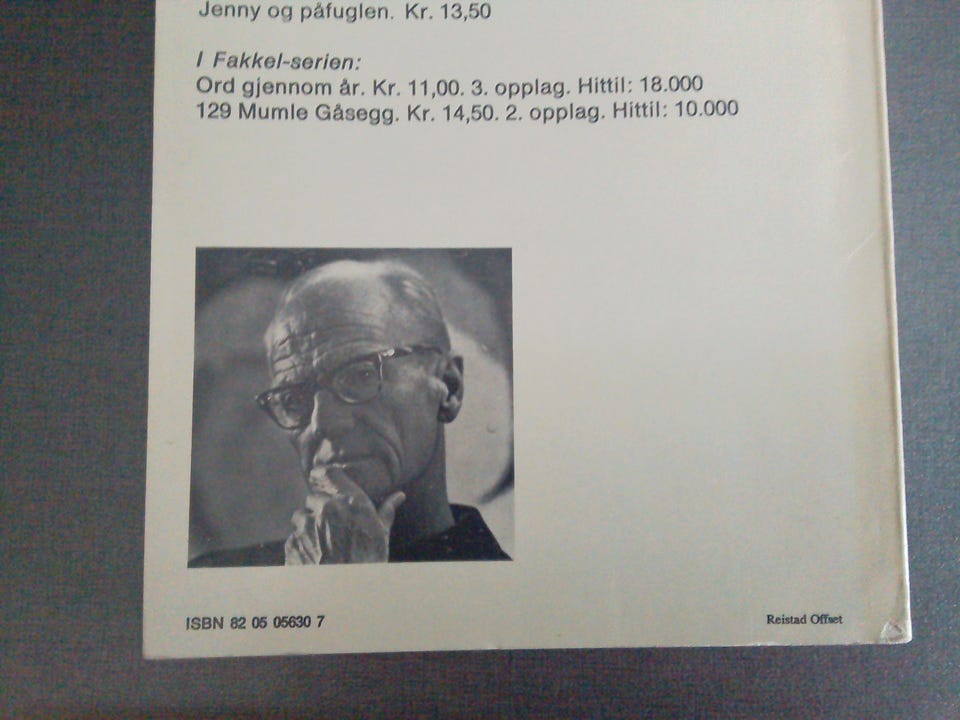 Jenny og påfuglen. Kr. 13,50
I Fakkel-serien:
Ord gjennom år. Kr. 11,00. 3. opplag. Hittil: 18.000
129 Mumle Gåsegg. Kr. 14,50. 2. opplag. Hittil: 10.000
ISBN 82 05 05630 7
Reistad Offset